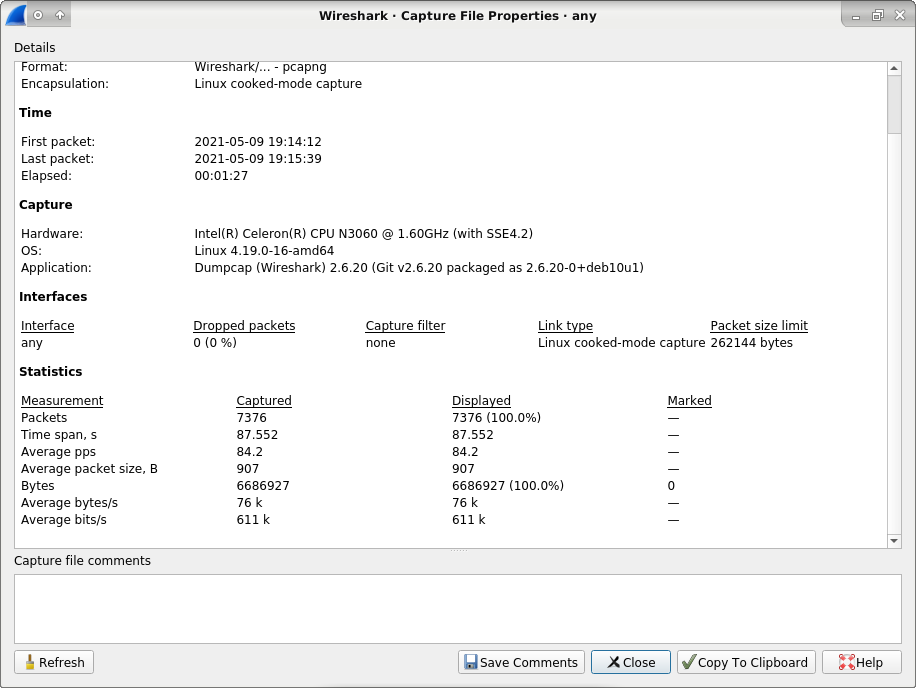 Wireshark · Capture File Properties · any
Details
Format: Wireshark/... - pcapng
Encapsulation: Linux cooked-mode capture
Time
First packet: 2021-05-09 19:14:12
Last packet: 2021-05-09 19:15:39
Elapsed: 00:01:27
Capture
Hardware: Intel(R) Celeron(R) CPU N3060 @ 1.60GHz (with SSE4.2)
OS: Linux 4.19.0-16-amd64
Application: Dumpcap (Wireshark) 2.6.20 (Git v2.6.20 packaged as 2.6.20-0+deb10u1)
Interfaces
Interface Dropped packets Capture filter Link type Packet size limit
any 0 (0 %) none Linux cooked-mode capture 262144 bytes
Statistics
Measurement Captured Displayed Marked
Packets 7376 7376 (100.0%) —
Time span, s 87.552 87.552 —
Average pps 84.2 84.2 —
Average packet size, B 907 907 —
Bytes 6686927 6686927 (100.0%) 0
Average bytes/s 76 k 76 k —
Average bits/s 611 k 611 k —
Capture file comments
Refresh Save Comments Close Copy To Clipboard Help